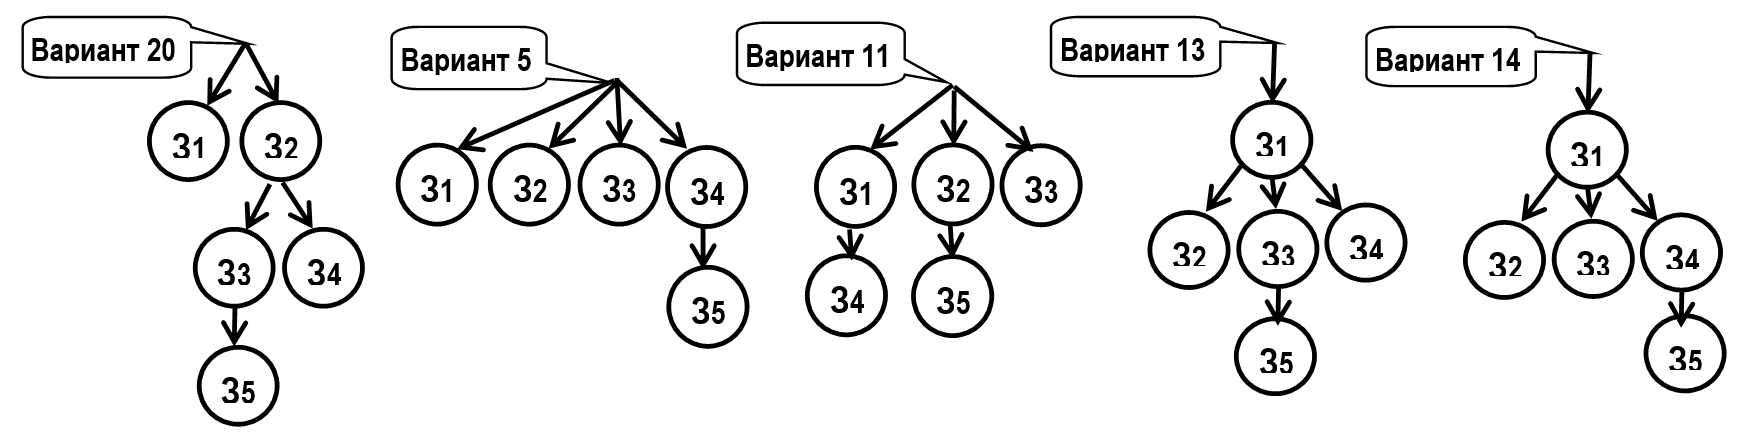 Вариант 20
З1
З2
З3
З4
З5
Вариант 5
З1
З2
З3
З4
З5
Вариант 11
З1
З2
З3
З4
З5
Вариант 13
З1
З2
З3
З4
З5
Вариант 14
З1
З2
З3
З4
З5